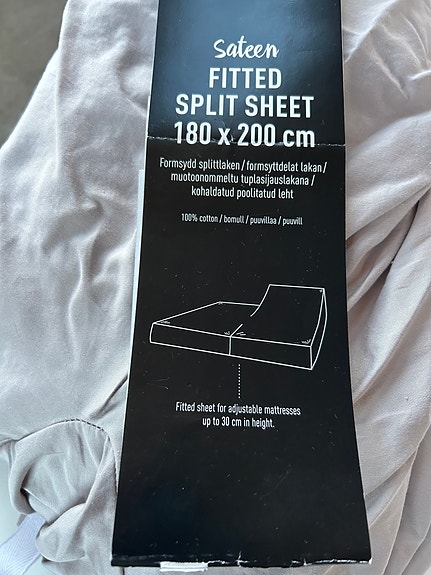 Sateen
FITTED
SPLIT SHEET
180 x 200 cm
Formsydd splittlaken / formsyttdelat lakan /
muotoonommeltu tuplasijauslakana /
kohaldatud poolitatud leht
100% cotton / bomull / puuvillaa / puuvill
Fitted sheet for adjustable mattresses
up to 30 cm in height.